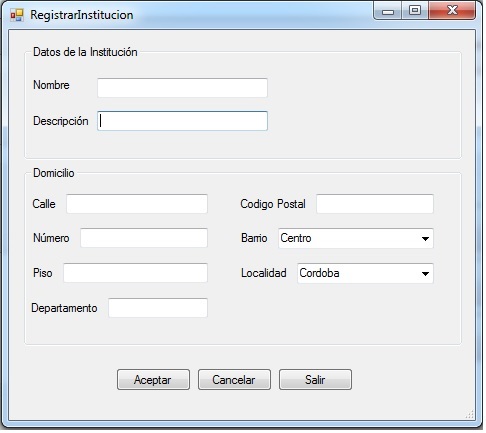 RegistrarInstitucion
Datos de la Institución
Nombre
Descripción
Domicilio
Calle
Codigo Postal
Número
Barrio Centro
Piso
Localidad Cordoba
Departamento
Aceptar Cancelar Salir